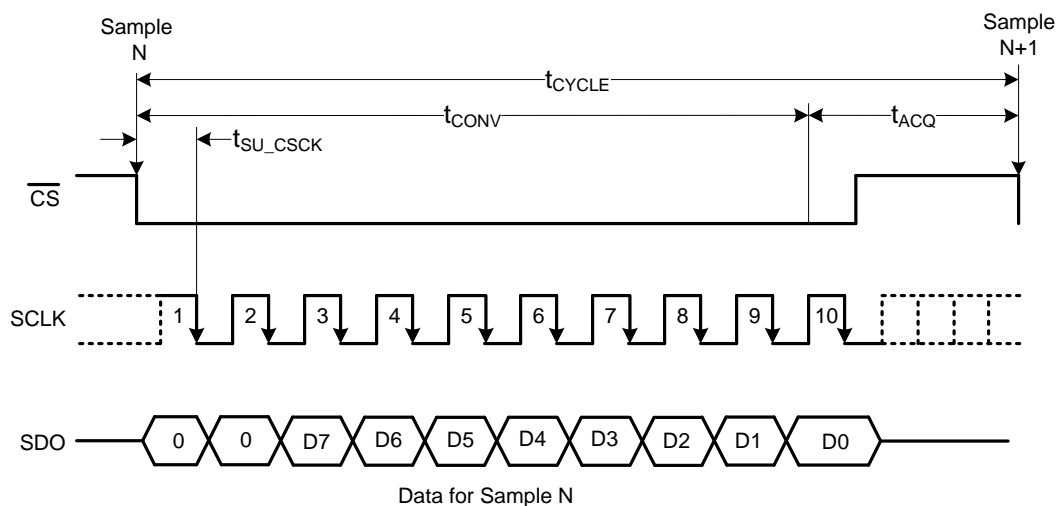 Sample
N
Sample
N+1
tCYCLE
tCONV
tACQ
tSU_CSCK
CS
SCLK
1 2 3 4 5 6 7 8 9 10
SDO
0 0 D7 D6 D5 D4 D3 D2 D1 D0
Data for Sample N